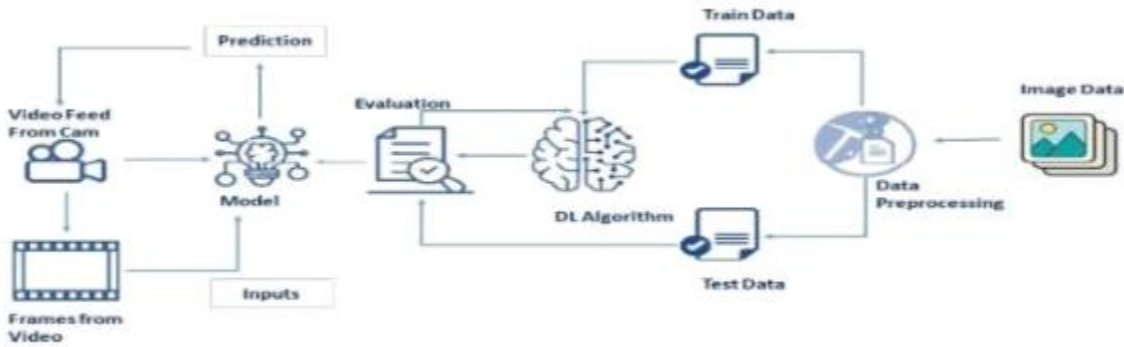 Train Data
Prediction
Image Data
Evaluation
Video Feed
From Cam
Model
Data
Preprocessing
DL Algorithm
Test Data
Inputs
Frames from
Video